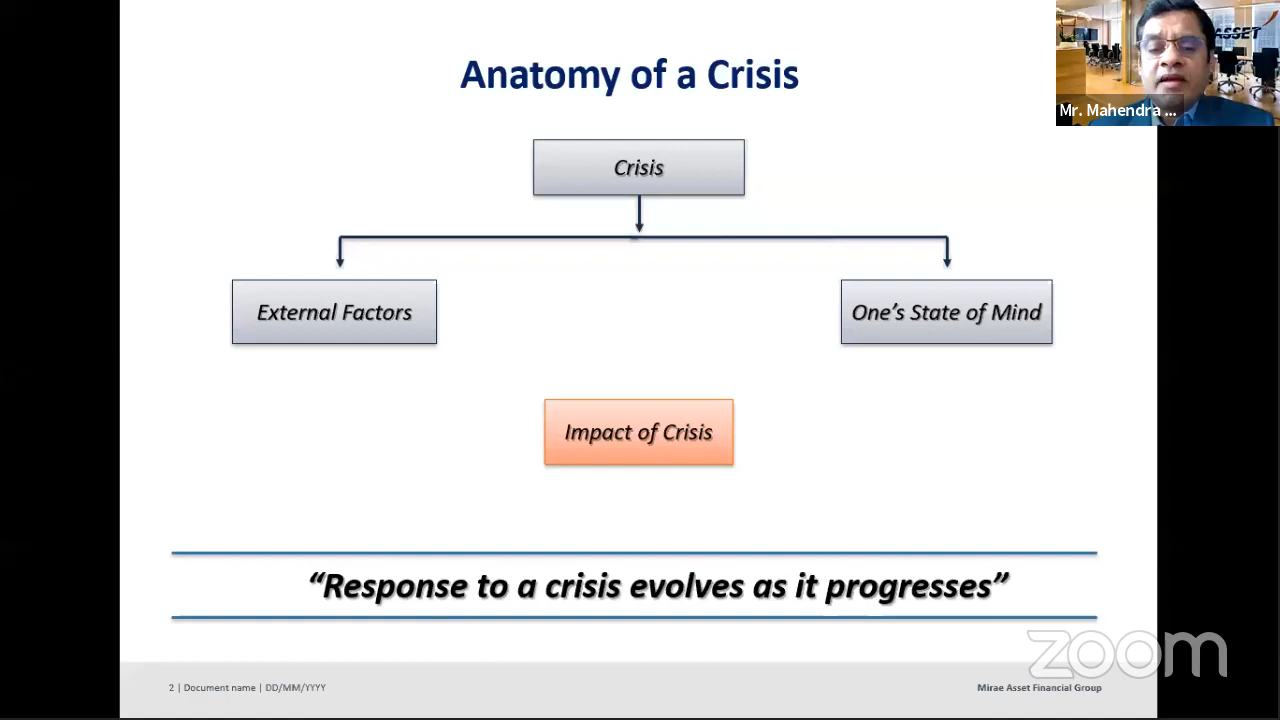 Anatomy of a Crisis
ASSET
Mr. Mahendra ...
Crisis
External Factors
One's State of Mind
Impact of Crisis
“Response to a crisis evolves as it progresses”
zoom
2 | Document name | DD/MM/YYYY
Mirae Asset Financial Group